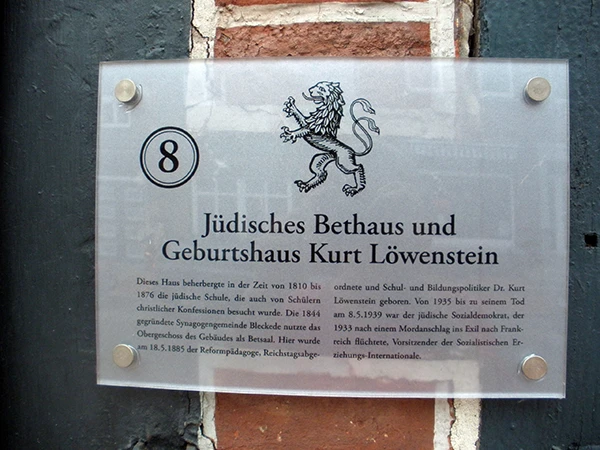 8
Jüdisches Bethaus und
Geburtshaus Kurt Löwenstein
Dieses Haus beherbergte in der Zeit von 1810 bis
1876 die jüdische Schule, die auch von Schülern
christlicher Konfessionen besucht wurde. Die 1844
gegründete Synagogengemeinde Bleckede nutzte das
Obergeschoss des Gebäudes als Betsaal. Hier wurde
am 18.5.1885 der Reformpädagoge, Reichstagsabge-
ordnete und Schul- und Bildungspolitiker Dr. Kurt
Löwenstein geboren. Von 1935 bis zu seinem Tod
am 8.5.1939 war der jüdische Sozialdemokrat, der
1933 nach einem Mordanschlag ins Exil nach Frank-
reich flüchtete, Vorsitzender der Sozialistischen Er-
ziehungs-Internationale.